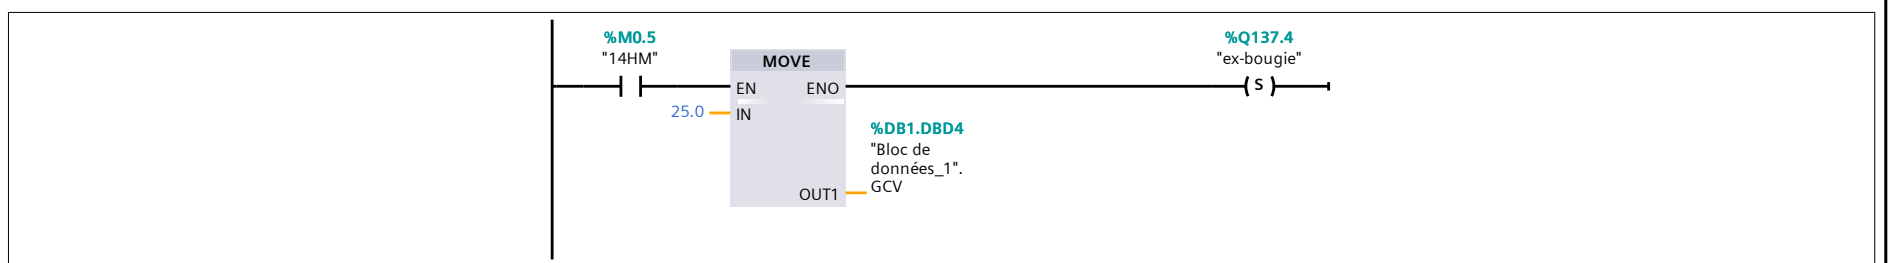 %M0.5
"14HM"
MOVE
EN
ENO
25.0
IN
OUT1
%DB1.DBD4
"Bloc de
données_1".
GCV
%Q137.4
"ex-bougie"
S